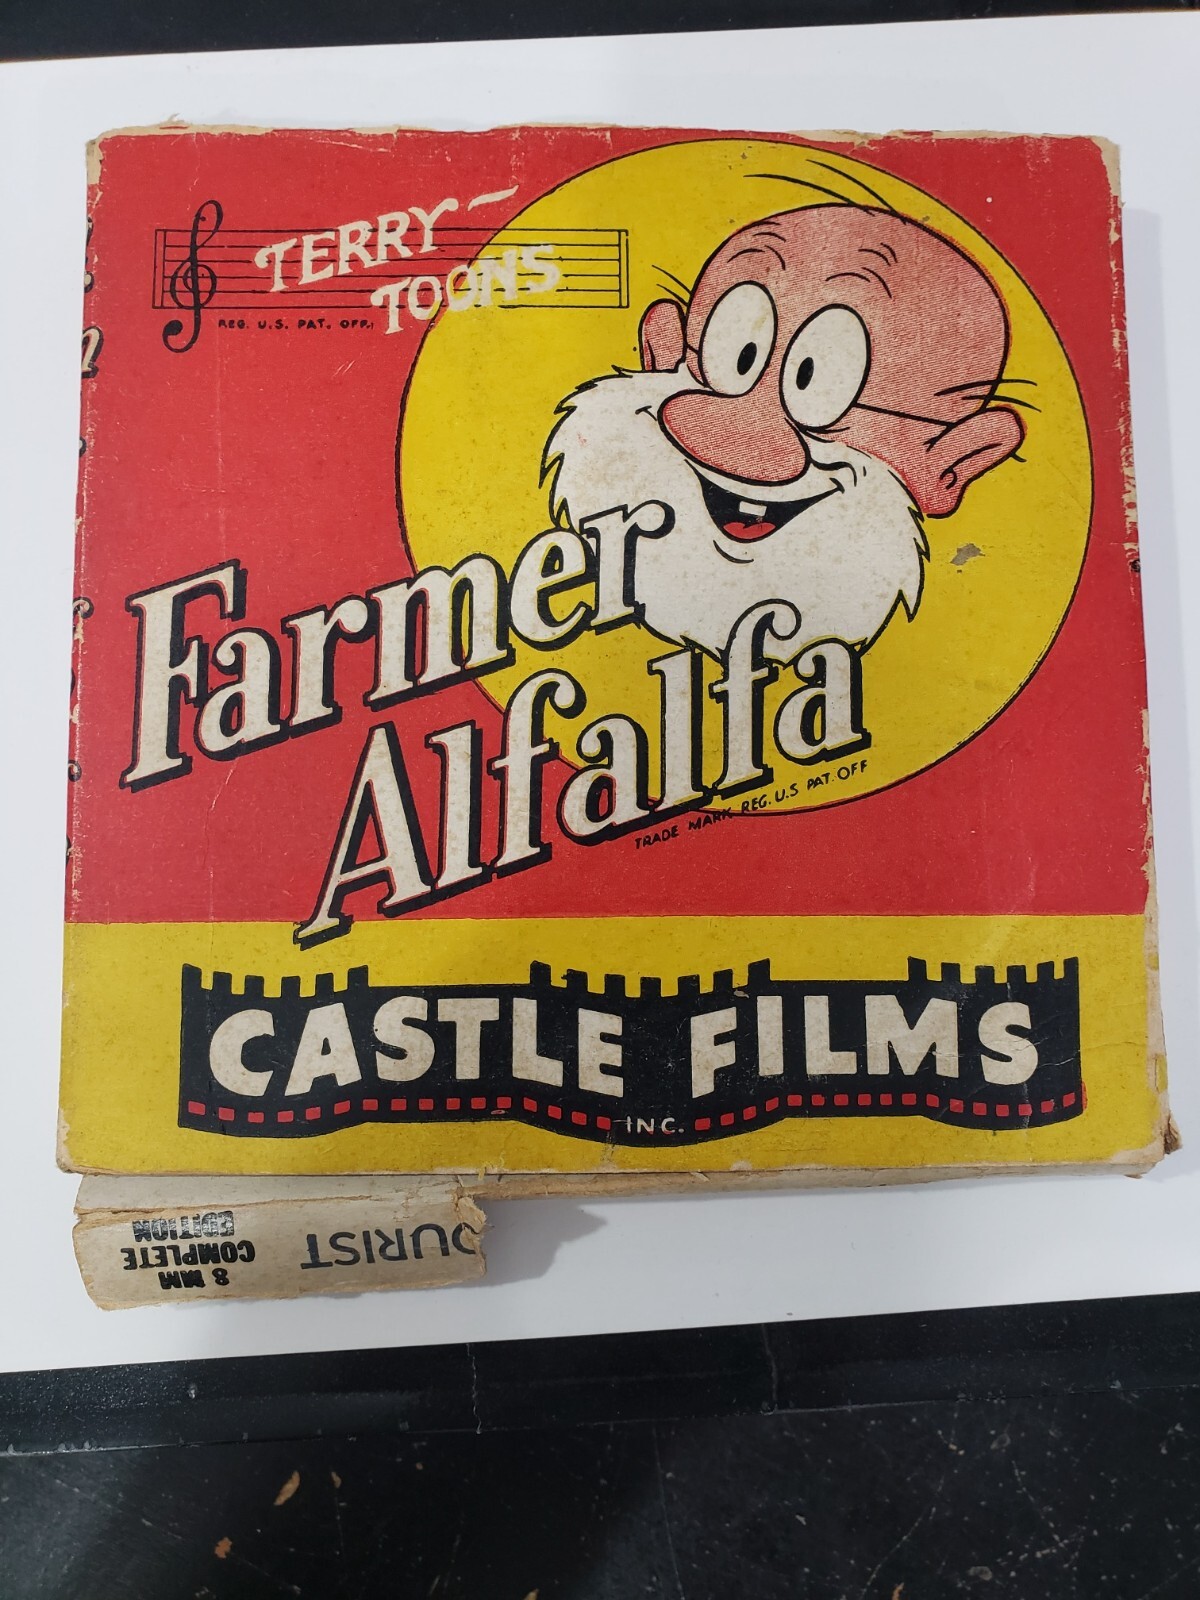 TERRY-
TOONS
REG. U.S. PAT. OFF.
Farmer
Alfalfa
TRADE MARK REG. U.S PAT. OFF
CASTLE FILMS
INC.
OURIST
8 MM
COMPLETE
EDITION